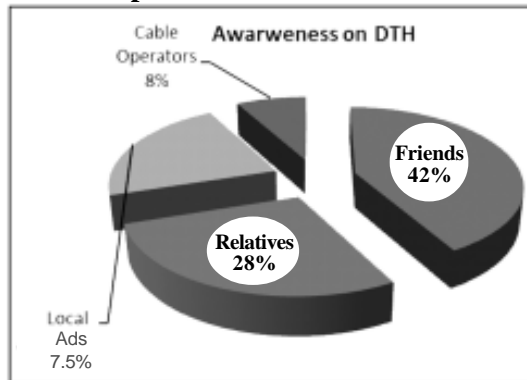 Awarweness on DTH
Cable
Operators
8%
Friends
42%
Relatives
28%
Local
Ads
7.5%